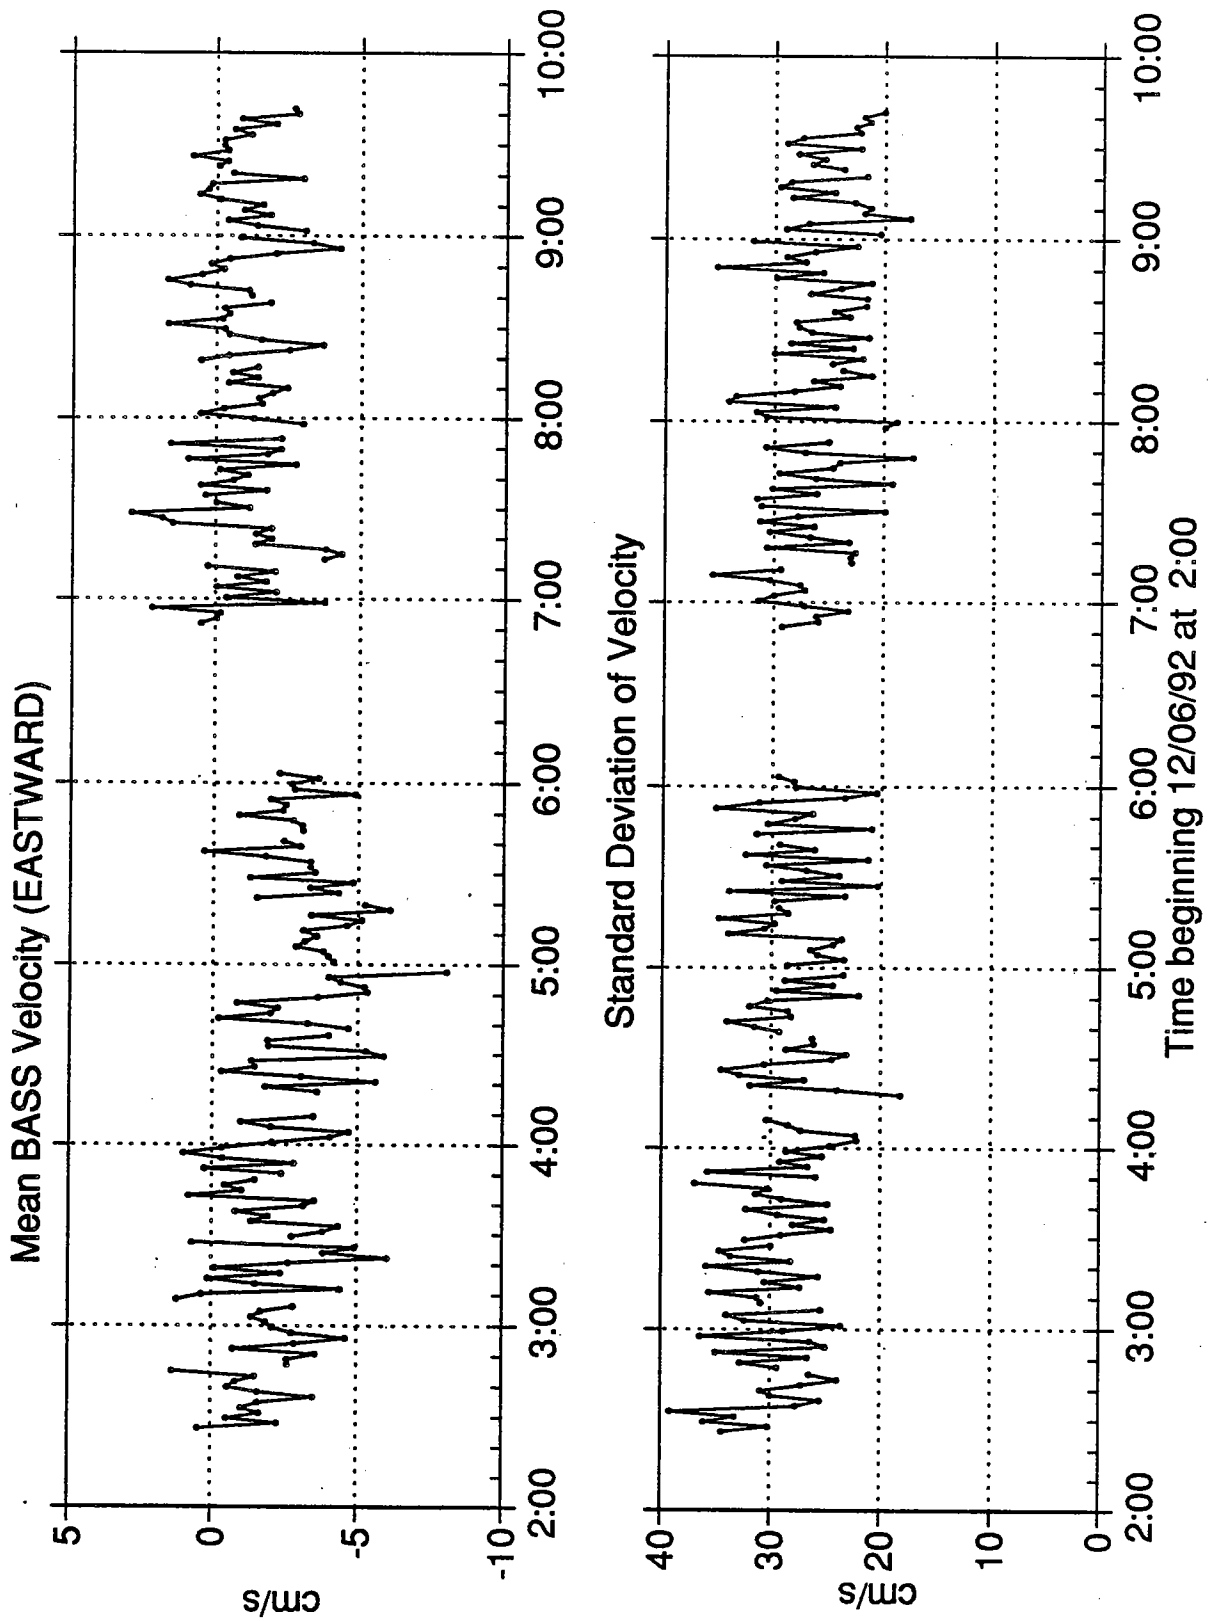 Mean BASS Velocity (EASTWARD)
5
0
-5
-10
cm/s
2:00 3:00 4:00 5:00 6:00 7:00 8:00 9:00 10:00
Standard Deviation of Velocity
40
30
20
0
cm/s
2:00 3:00 4:00 5:00 6:00 7:00 8:00 9:00 10:00
Time beginning 12/06/92 at 2:00